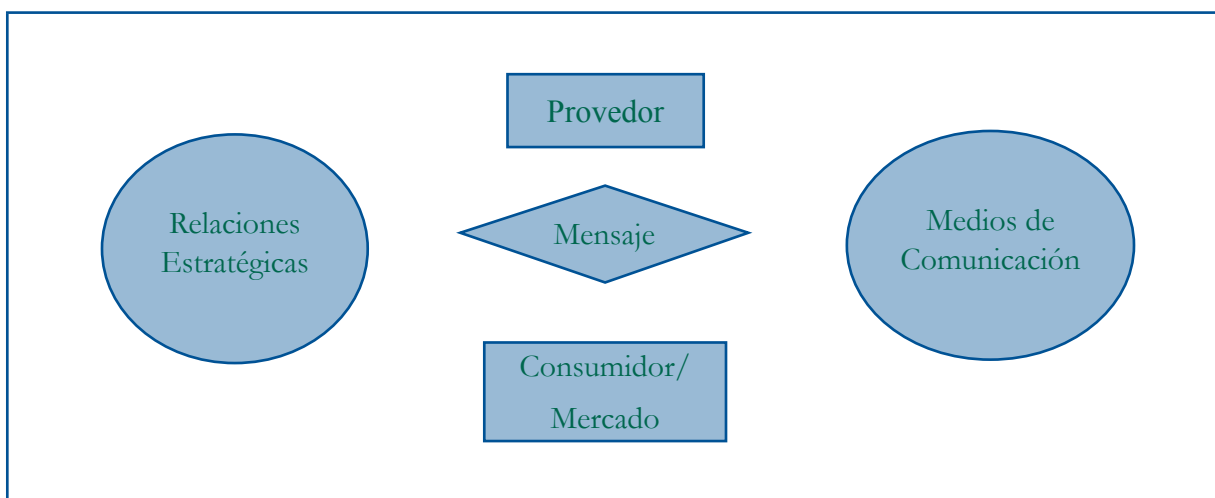 Provedor
Relaciones
Estratégicas
Mensaje
Medios de
Comunicación
Consumidor/
Mercado